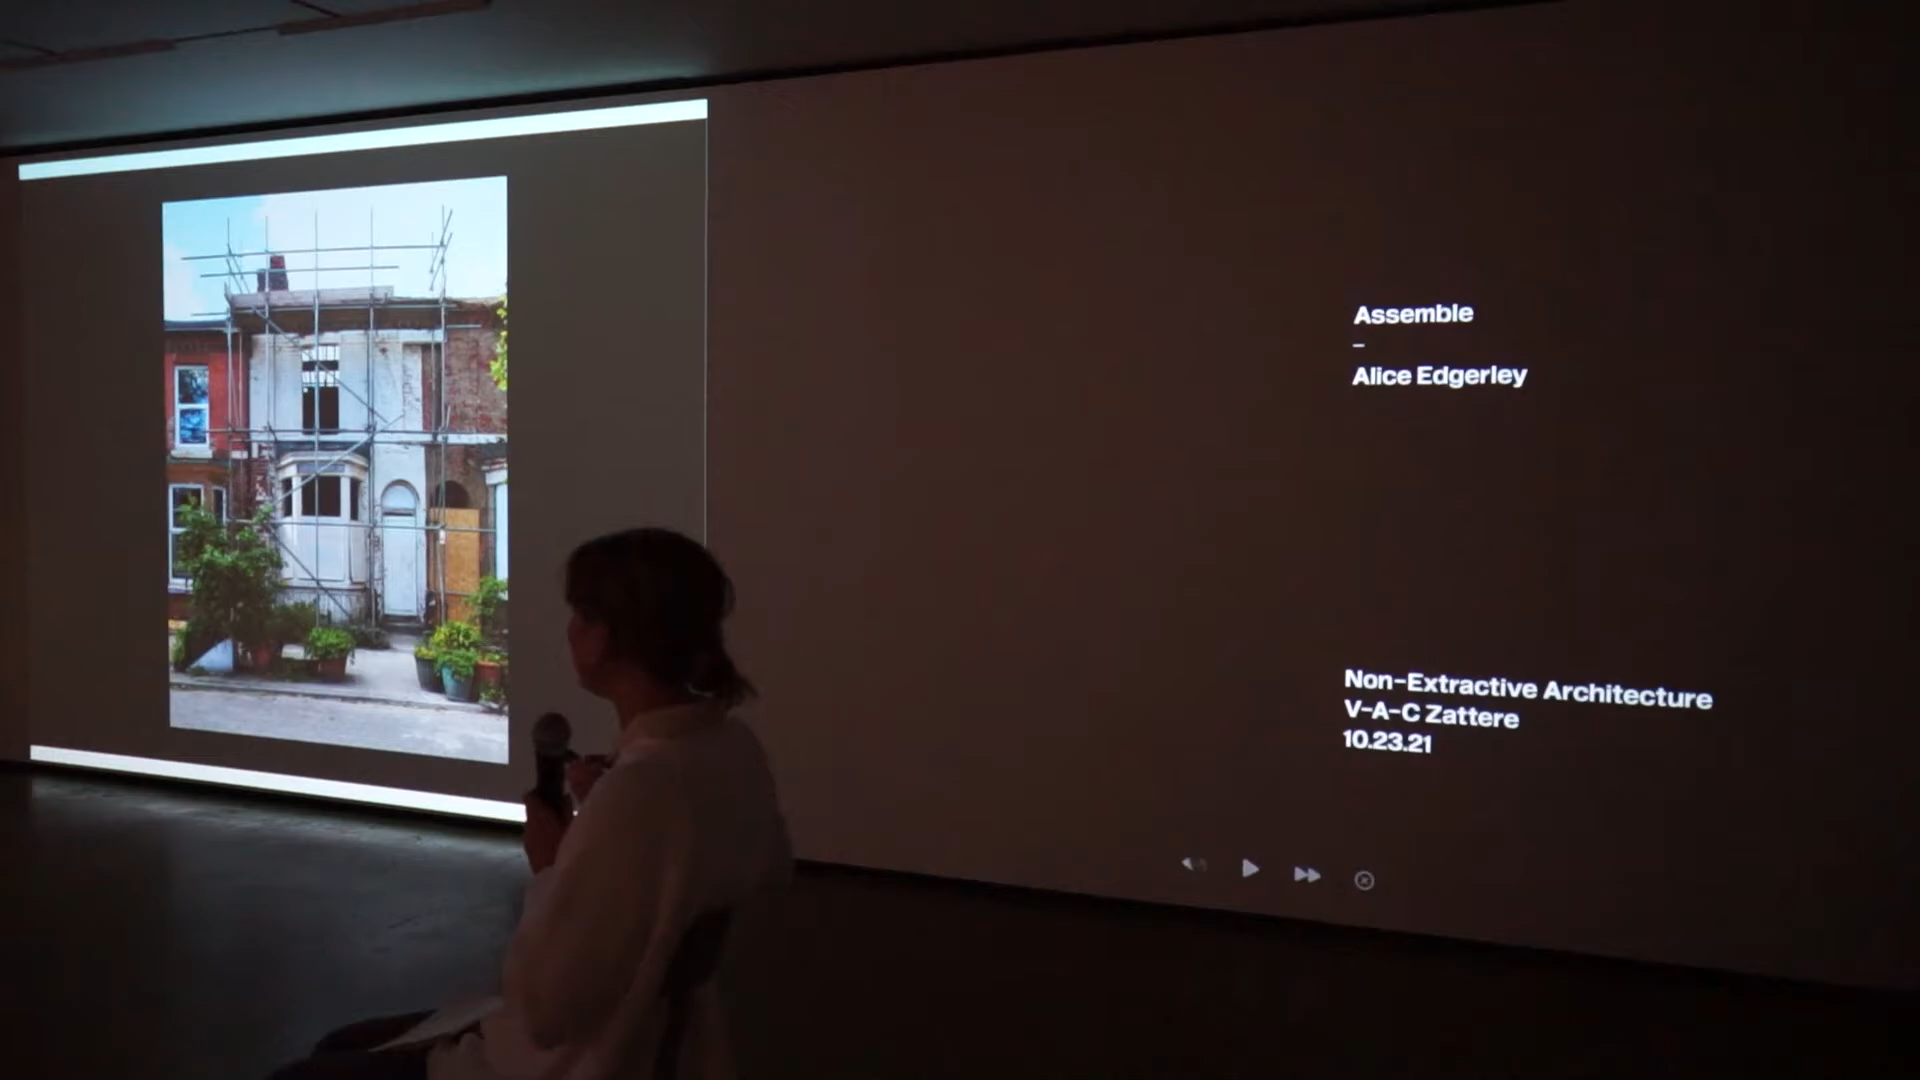 Assemble
–
Alice Edgerley
Non-Extractive Architecture
V-A-C Zattere
10.23.21